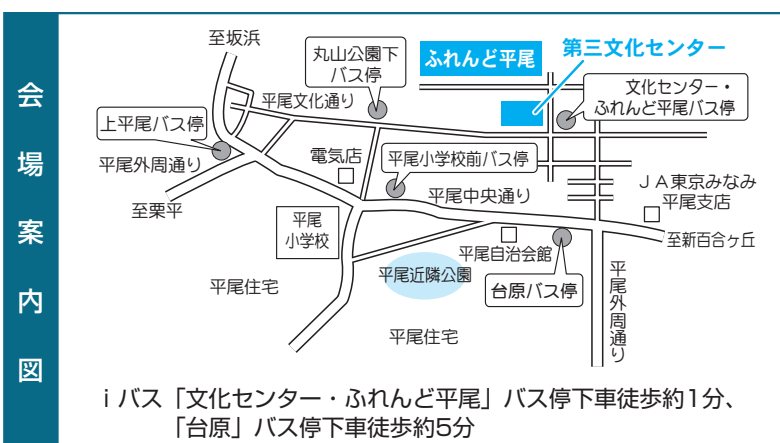 会場案内図
至坂浜
丸山公園下
バス停
ふれんど平尾
第三文化センター
文化センター・
ふれんど平尾バス停
平尾文化通り
上平尾バス停
平尾外周通り
電気店
平尾小学校前バス停
至栗平
平尾中央通り
ＪＡ東京みなみ
平尾支店
平尾
小学校
平尾自治会館
至新百合ヶ丘
平尾住宅
平尾近隣公園
台原バス停
平尾外周通り
平尾住宅
ｉバス「文化センター・ふれんど平尾」バス停下車徒歩約1分、
「台原」バス停下車徒歩約5分